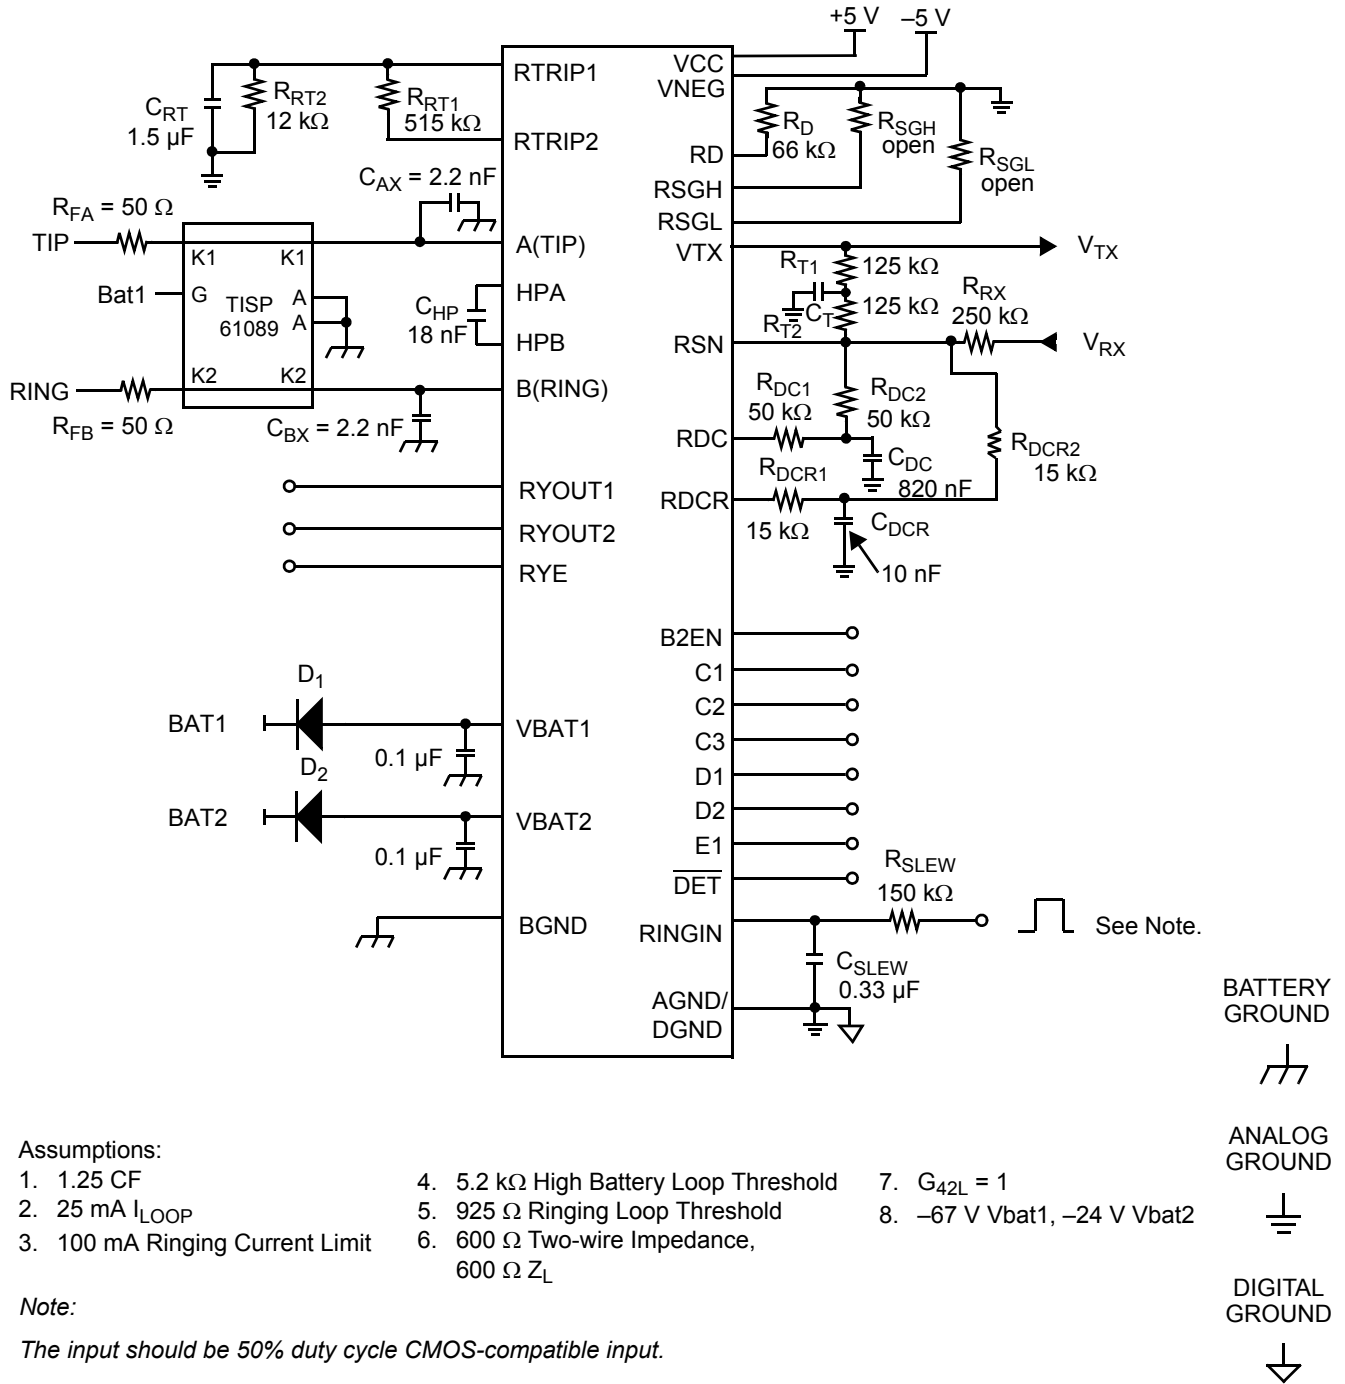 +5 V
–5 V
RTRIP1
VCC
VNEG
C_RT
1.5 µF
R_RT2
12 kΩ
R_RT1
515 kΩ
RTRIP2
R_D
66 kΩ
RD
R_SGH
open
R_SGL
open
RSGH
RSGL
C_AX = 2.2 nF
R_FA = 50 Ω
TIP
K1
K1
A(TIP)
VTX
V_TX
R_T1
125 kΩ
Bat1
G
TISP
61089
A
A
C_HP
18 nF
HPA
HPB
C_T
R_T2
125 kΩ
R_RX
250 kΩ
RSN
V_RX
RING
K2
K2
B(RING)
R_FB = 50 Ω
C_BX = 2.2 nF
R_DC1
50 kΩ
R_DC2
50 kΩ
RDC
C_DC
820 nF
R_DCR2
15 kΩ
R_DCR1
15 kΩ
RDCR
C_DCR
10 nF
RYOUT1
RYOUT2
RYE
B2EN
C1
C2
C3
D1
D2
E1
DET
D_1
BAT1
VBAT1
0.1 µF
D_2
BAT2
VBAT2
0.1 µF
BGND
R_SLEW
150 kΩ
RINGIN
See Note.
C_SLEW
0.33 µF
AGND/
DGND
BATTERY
GROUND
ANALOG
GROUND
DIGITAL
GROUND
Assumptions:
1. 1.25 CF
2. 25 mA I_LOOP
3. 100 mA Ringing Current Limit
4. 5.2 kΩ High Battery Loop Threshold
5. 925 Ω Ringing Loop Threshold
6. 600 Ω Two-wire Impedance,
600 Ω Z_L
7. G_42L = 1
8. –67 V Vbat1, –24 V Vbat2
Note:
The input should be 50% duty cycle CMOS-compatible input.